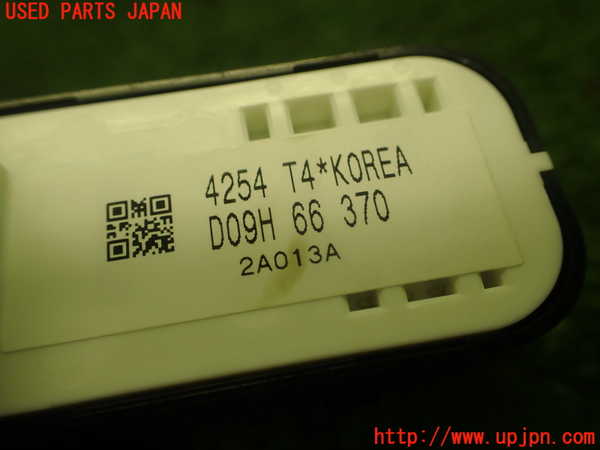 USED PARTS JAPAN
4254 T4*KOREA
D09H 66 370
2A013A
http://www.upjpn.com/